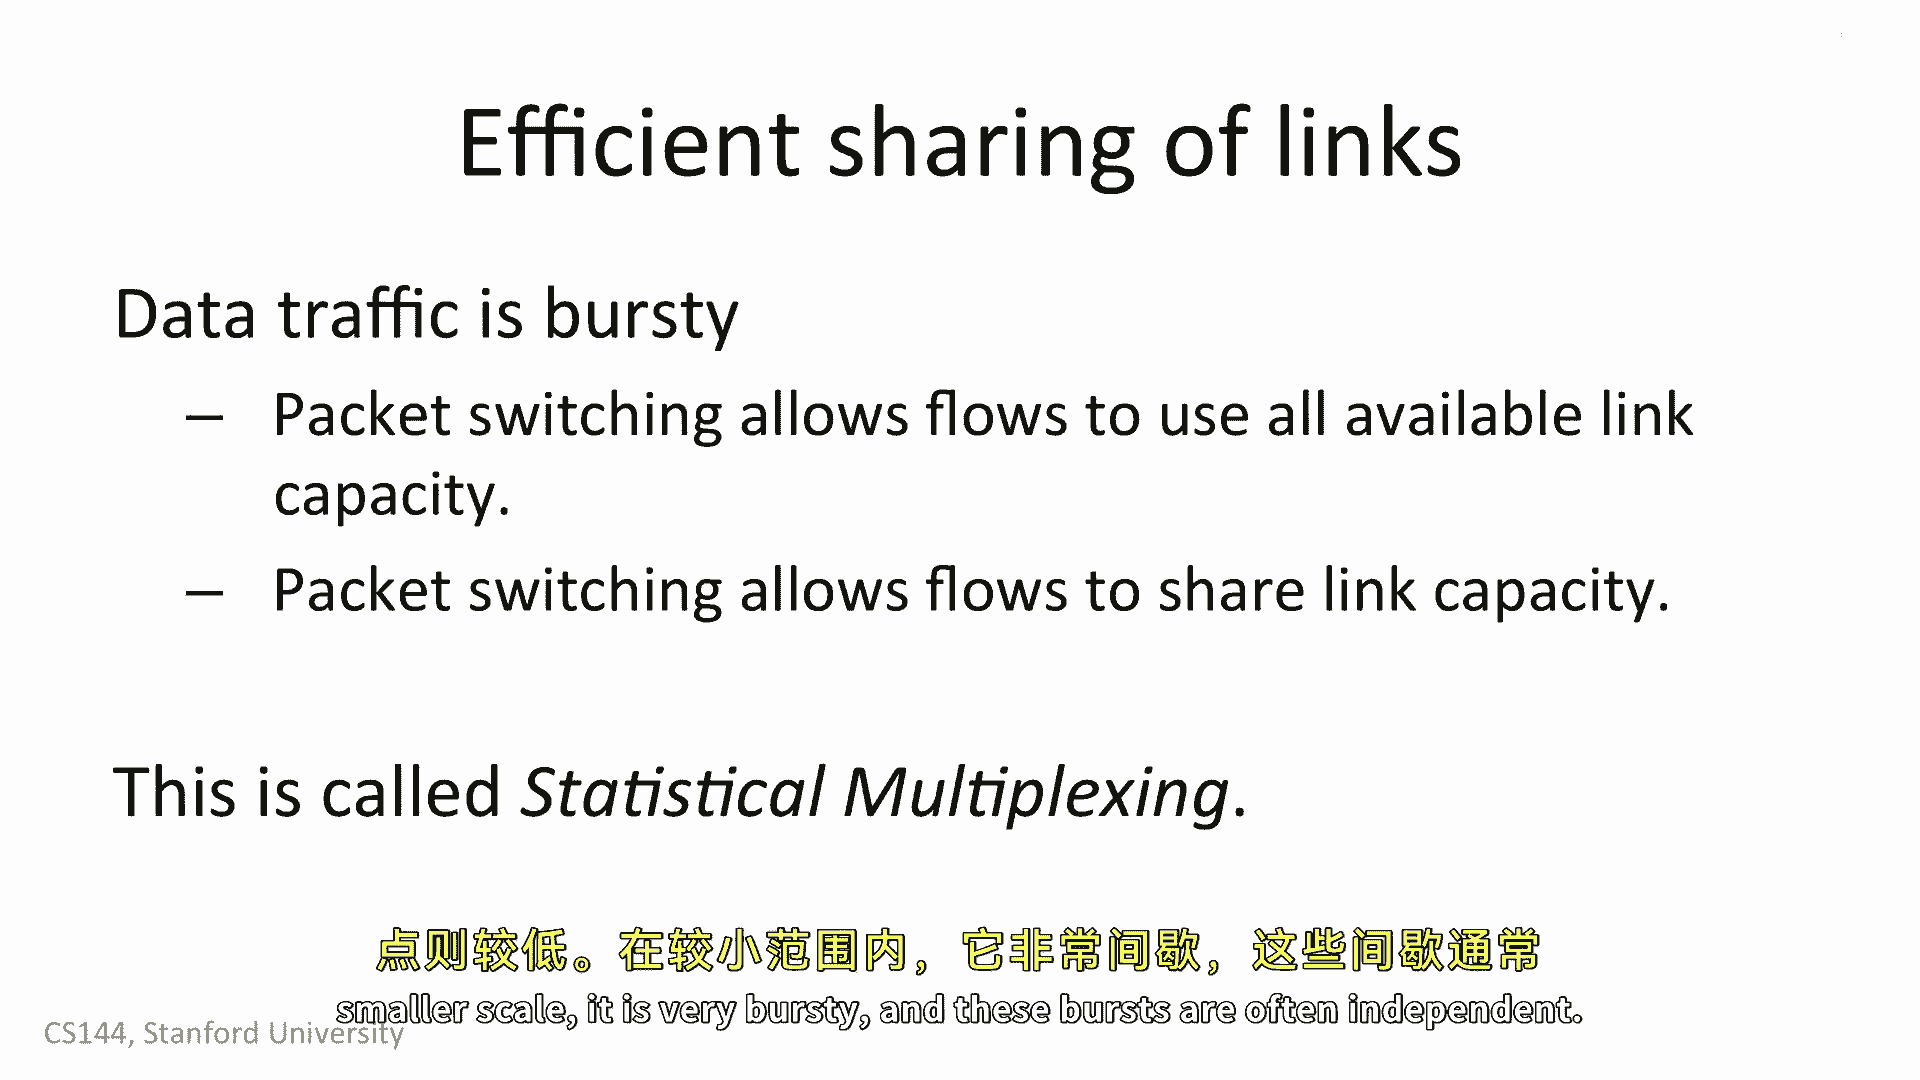 Efficient sharing of links
Data traffic is bursty
– Packet switching allows flows to use all available link
capacity.
– Packet switching allows flows to share link capacity.
This is called Statistical Multiplexing.
点则较低。在较小范围内，它非常间歇，这些间歇通常
smaller scale, it is very bursty, and these bursts are often independent.
CS144, Stanford University